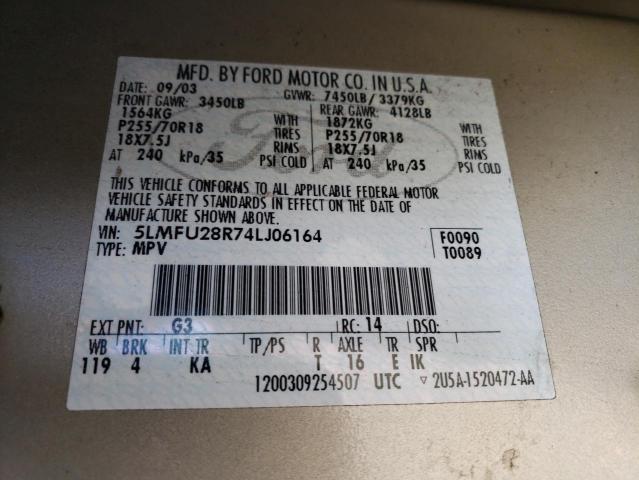 MFD. BY FORD MOTOR CO. IN U.S.A.
DATE: 09/03 GVWR: 7450LB / 3379KG
FRONT GAWR: 3450LB REAR GAWR: 4128LB
1564KG WITH 1872KG WITH
P255/70R18 TIRES P255/70R18 TIRES
18X7.5J RIMS 18X7.5J RIMS
AT 240 kPa/35 PSI COLD AT 240 kPa/35 PSI COLD
Ford
THIS VEHICLE CONFORMS TO ALL APPLICABLE FEDERAL MOTOR
VEHICLE SAFETY STANDARDS IN EFFECT ON THE DATE OF
MANUFACTURE SHOWN ABOVE.
VIN: 5LMFU28R74LJ06164 F0090
TYPE: MPV T0089
EXT PNT: G3 RC: 14 DSO:
WB BRK INT TR TP/PS R AXLE TR SPR
119 4 KA T 16 E IK
1200309254507 UTC ▽ 2U5A-1520472-AA